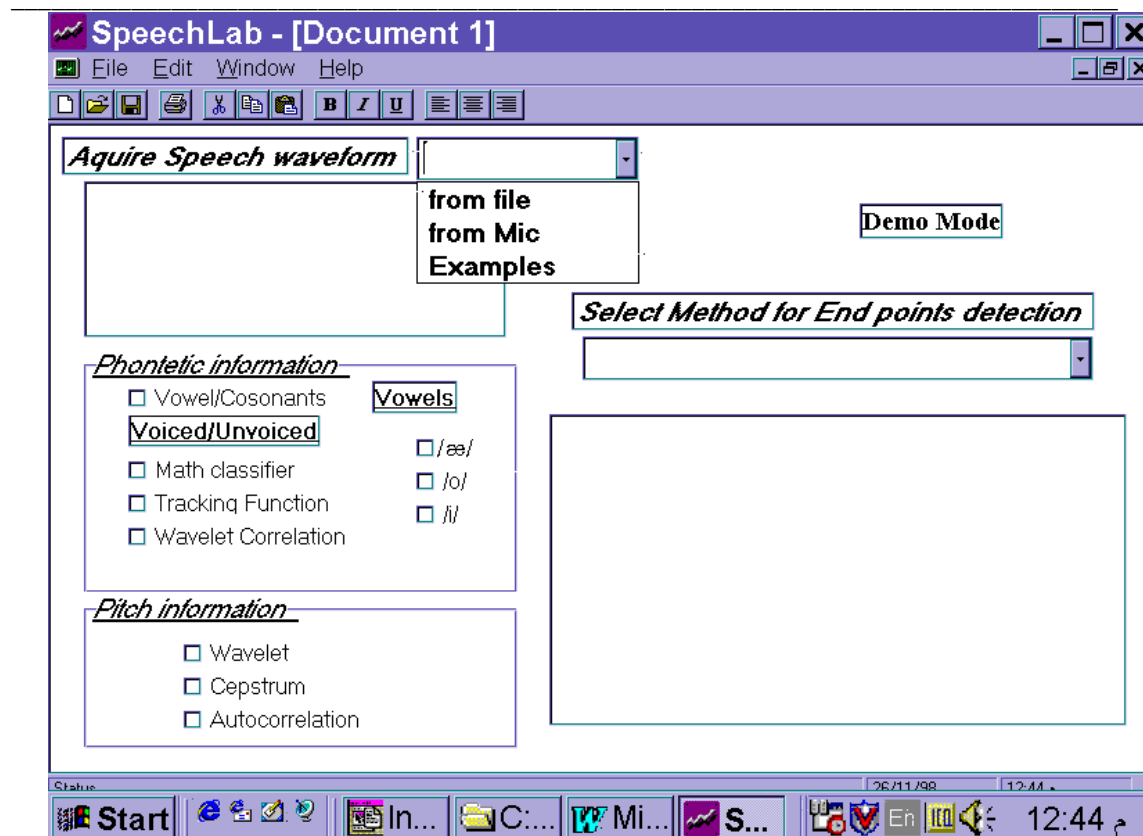 SpeechLab - [Document 1]
File Edit Window Help
B I U
Aquire Speech waveform
from file
from Mic
Examples
Demo Mode
Select Method for End points detection
Phontetic information
Vowel/Cosonants
Vowels
Voiced/Unvoiced
/æ/
Math classifier
/o/
Tracking Function
/i/
Wavelet Correlation
Pitch information
Wavelet
Cepstrum
Autocorrelation
Status 26/11/98 12:44 م
Start In... C:... Mi... S... En 12:44 م